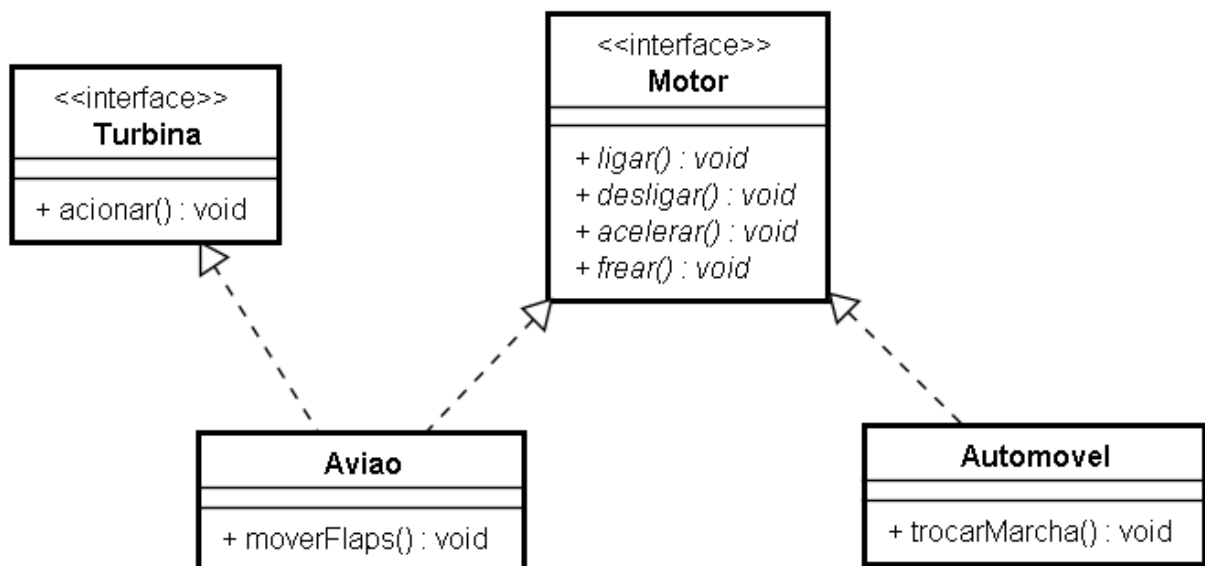 <<interface>>
Turbina
+ acionar() : void
<<interface>>
Motor
+ ligar() : void
+ desligar() : void
+ acelerar() : void
+ frear() : void
Aviao
+ moverFlaps() : void
Automovel
+ trocarMarcha() : void